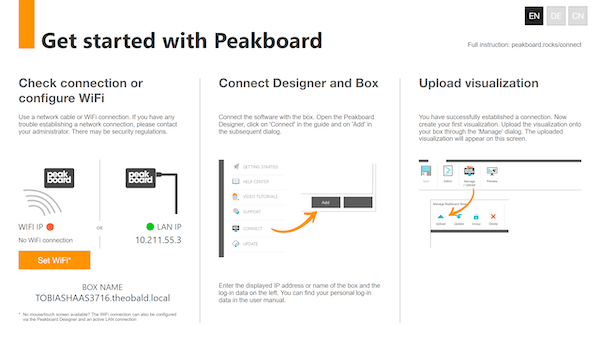 EN DE CN
Get started with Peakboard
Full instruction: peakboard.rocks/connect
Check connection or
configure WiFi
Use a network cable or WiFi connection. If you have any
trouble establishing a network connection, please contact
your administrator. There may be security regulations.
peak
board
peak
board
WIFI IP
OR
LAN IP
No WiFi connection
10.211.55.3
Set WiFi*
BOX NAME
TOBIASHAAS3716.theobald.local
* No mouse/touch screen available? The WiFi connection can also be configured
via the Peakboard Designer and an active LAN connection.
Connect Designer and Box
Connect the software with the box. Open the Peakboard
Designer, click on 'Connect' in the guide and on 'Add' in
the subsequent dialog.
GETTING STARTED
HELP CENTER
VIDEO TUTORIALS
SUPPORT
CONNECT
UPDATE
Add
Enter the displayed IP address or name of the box and the
log-in data on the left. You can find your personal log-in
data in the user manual.
Upload visualization
You have successfully established a connection. Now
create your first visualization. Upload the visualization onto
your box through the 'Manage' dialog. The uploaded
visualization will appear on this screen.
Manage
/ Upload
Preview
Manage Peakboard
Upload
Update
Delete